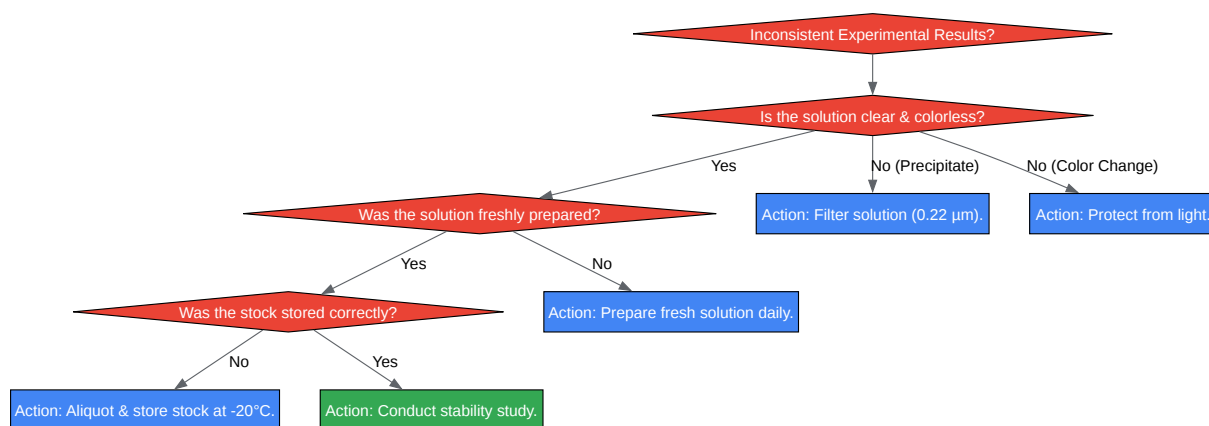 Inconsistent Experimental Results?
Is the solution clear & colorless?
Yes
No (Precipitate)
No (Color Change)
Was the solution freshly prepared?
Action: Filter solution (0.22 µm).
Action: Protect from light.
Yes
No
Was the stock stored correctly?
Action: Prepare fresh solution daily.
No
Yes
Action: Aliquot & store stock at -20°C.
Action: Conduct stability study.